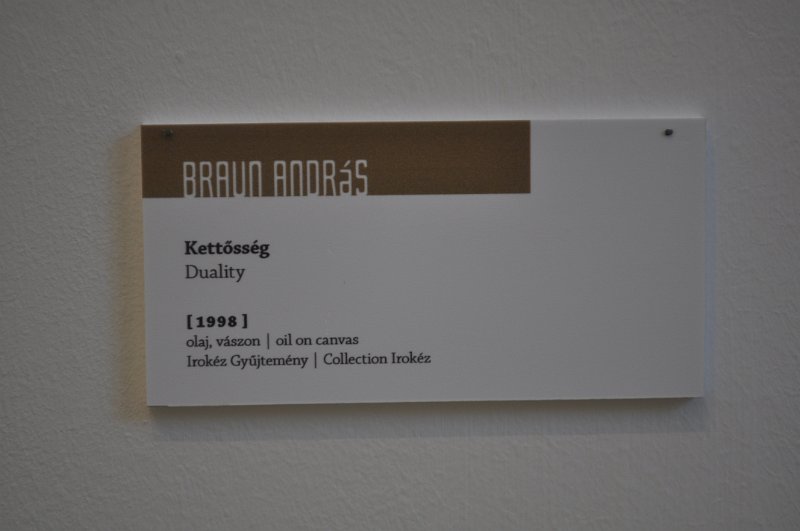 BRAUN ANDRáS
Kettősség
Duality
[ 1998 ]
olaj, vászon | oil on canvas
Irokéz Gyűjtemény | Collection Irokéz